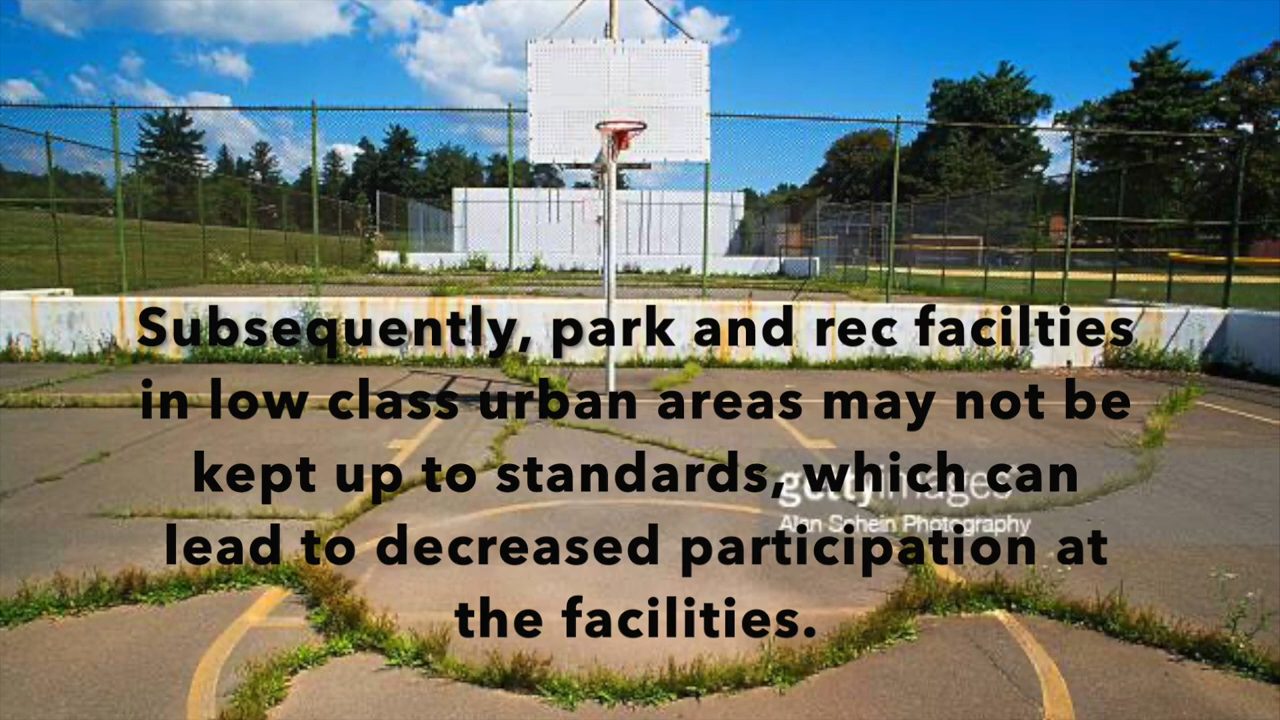 Subsequently, park and rec facilties
in low class urban areas may not be
kept up to standards, which can
gettyimages
Alan Schein Photography
lead to decreased participation at
the facilities.